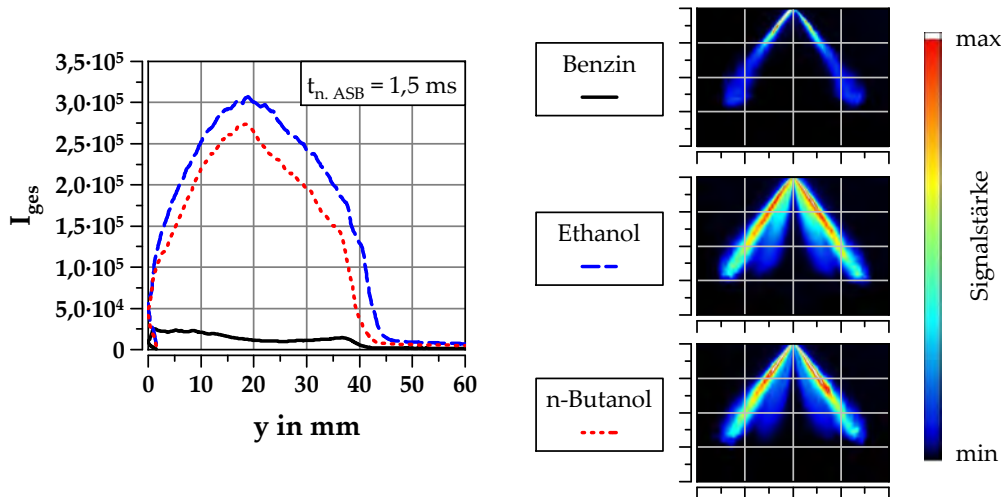 3,5·10⁵
3,0·10⁵
2,5·10⁵
2,0·10⁵
1,5·10⁵
1,0·10⁵
5,0·10⁴
0
I_ges
t_n. ASB = 1,5 ms
0 10 20 30 40 50 60
y in mm
Benzin
Ethanol
n-Butanol
max
Signalstärke
min